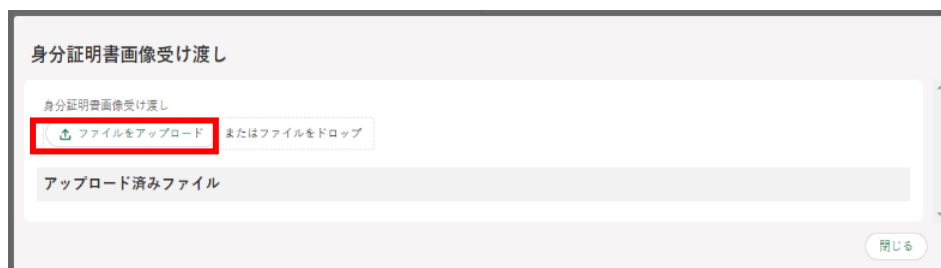 身分証明書画像受け渡し
身分証明書画像受け渡し
ファイルをアップロード またはファイルをドロップ
アップロード済みファイル
閉じる